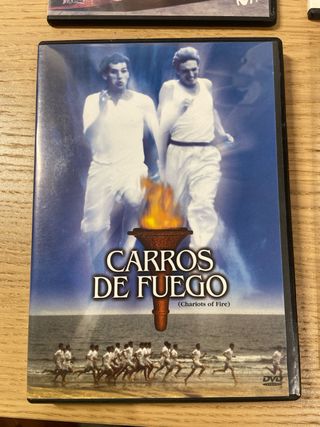 CARROS
DE FUEGO
(Chariots of Fire)
DVD